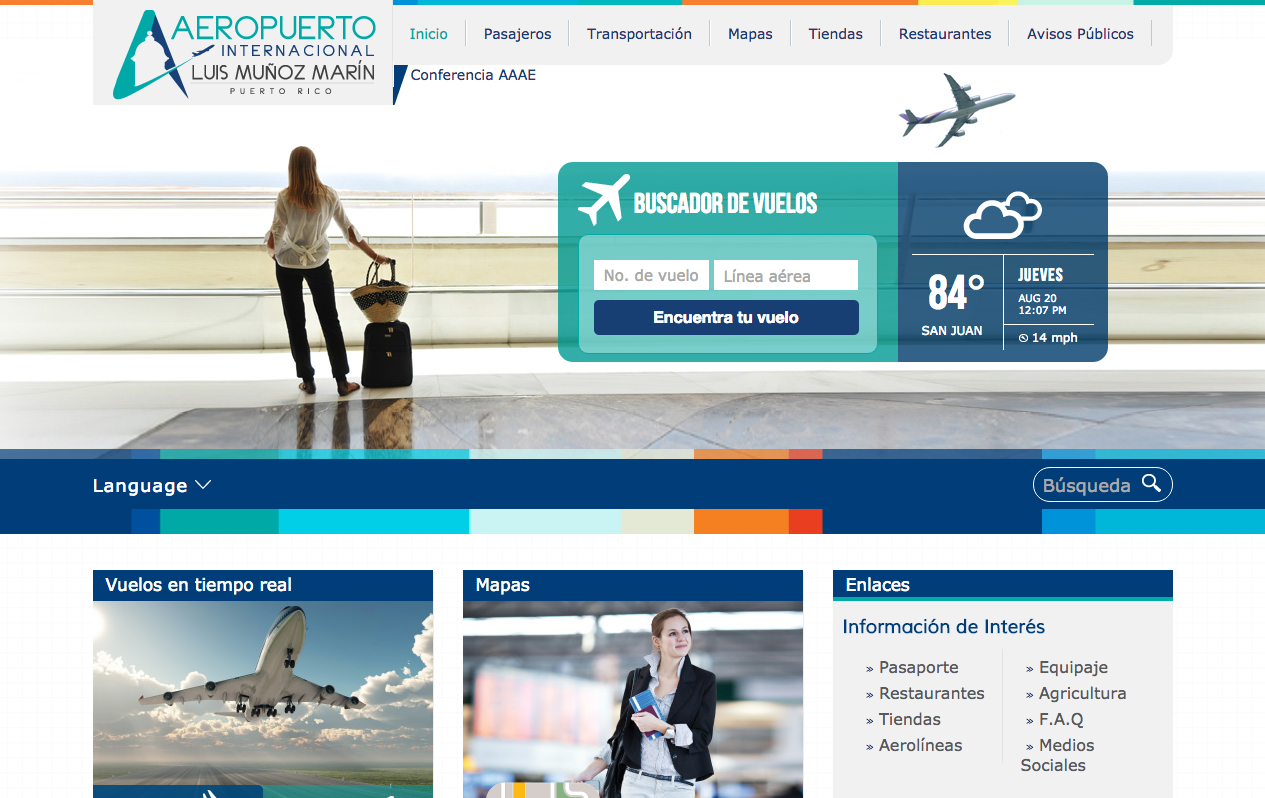 AEROPUERTO
INTERNACIONAL
LUIS MUÑOZ MARÍN
PUERTO RICO
Inicio
Pasajeros
Transportación
Mapas
Tiendas
Restaurantes
Avisos Públicos
Conferencia AAAE
BUSCADOR DE VUELOS
No. de vuelo
Línea aérea
Encuentra tu vuelo
84°
SAN JUAN
JUEVES
AUG 20
12:07 PM
14 mph
Language
Búsqueda
Vuelos en tiempo real
Mapas
Enlaces
Información de Interés
» Pasaporte
» Restaurantes
» Tiendas
» Aerolíneas
» Equipaje
» Agricultura
» F.A.Q
» Medios
Sociales